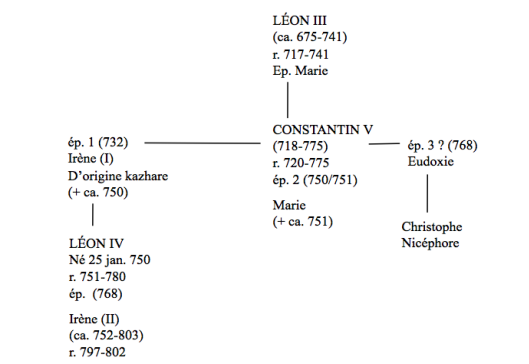 LÉON III
(ca. 675-741)
r. 717-741
Ep. Marie
ép. 1 (732)
Irène (I)
D'origine kazhare
(+ ca. 750)
CONSTANTIN V
(718-775)
r. 720-775
ép. 2 (750/751)
Marie
(+ ca. 751)
ép. 3 ? (768)
Eudoxie
LÉON IV
Né 25 jan. 750
r. 751-780
ép.  (768)
Irène (II)
(ca. 752-803)
r. 797-802
Christophe
Nicéphore